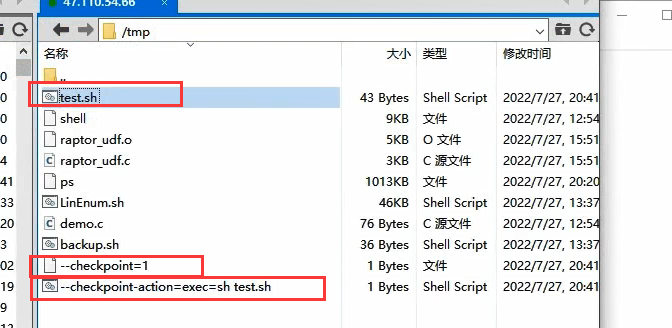 47.110.54.66
/tmp
名称 大小 类型 修改时间
..
0 test.sh 43 Bytes Shell Script 2022/7/27, 20:41
0 shell 9KB 文件 2022/7/27, 12:54
0 raptor_udf.o 5KB O 文件 2022/7/27, 15:51
4 raptor_udf.c 3KB C 源文件 2022/7/27, 15:51
41 ps 1013KB 文件 2022/7/27, 20:20
33 LinEnum.sh 46KB Shell Script 2022/7/27, 13:37
20 demo.c 76 Bytes C 源文件 2022/7/27, 12:54
3 backup.sh 36 Bytes Shell Script 2022/7/27, 13:37
02 --checkpoint=1 1 Bytes 文件 2022/7/27, 20:41
19 --checkpoint-action=exec=sh test.sh 1 Bytes Shell Script 2022/7/27, 20:41